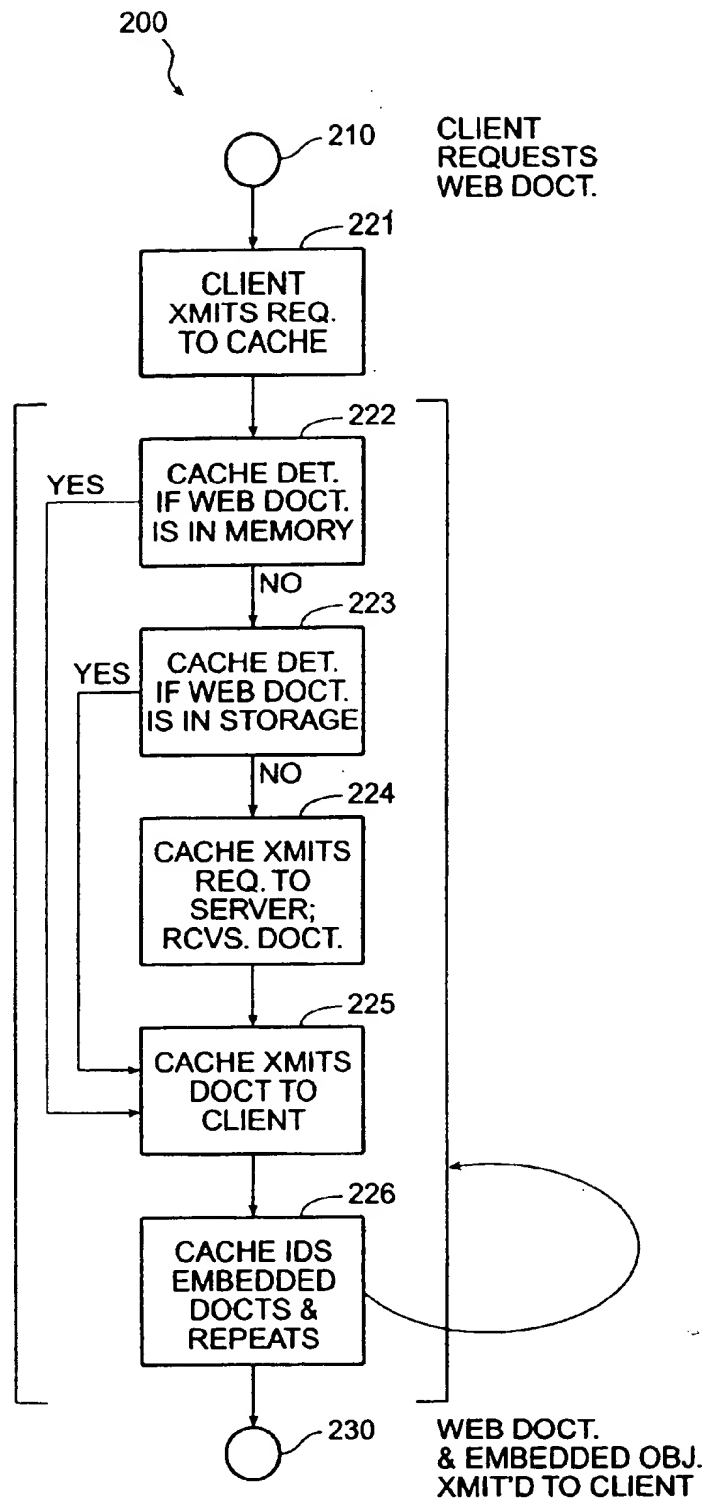 200
210
CLIENT
REQUESTS
WEB DOCT.
221
CLIENT
XMITS REQ.
TO CACHE
222
YES
CACHE DET.
IF WEB DOCT.
IS IN MEMORY
NO
223
YES
CACHE DET.
IF WEB DOCT.
IS IN STORAGE
NO
224
CACHE XMITS
REQ. TO
SERVER;
RCVS. DOCT.
225
CACHE XMITS
DOCT TO
CLIENT
226
CACHE IDS
EMBEDDED
DOCTS &
REPEATS
230
WEB DOCT.
& EMBEDDED OBJ.
XMIT'D TO CLIENT